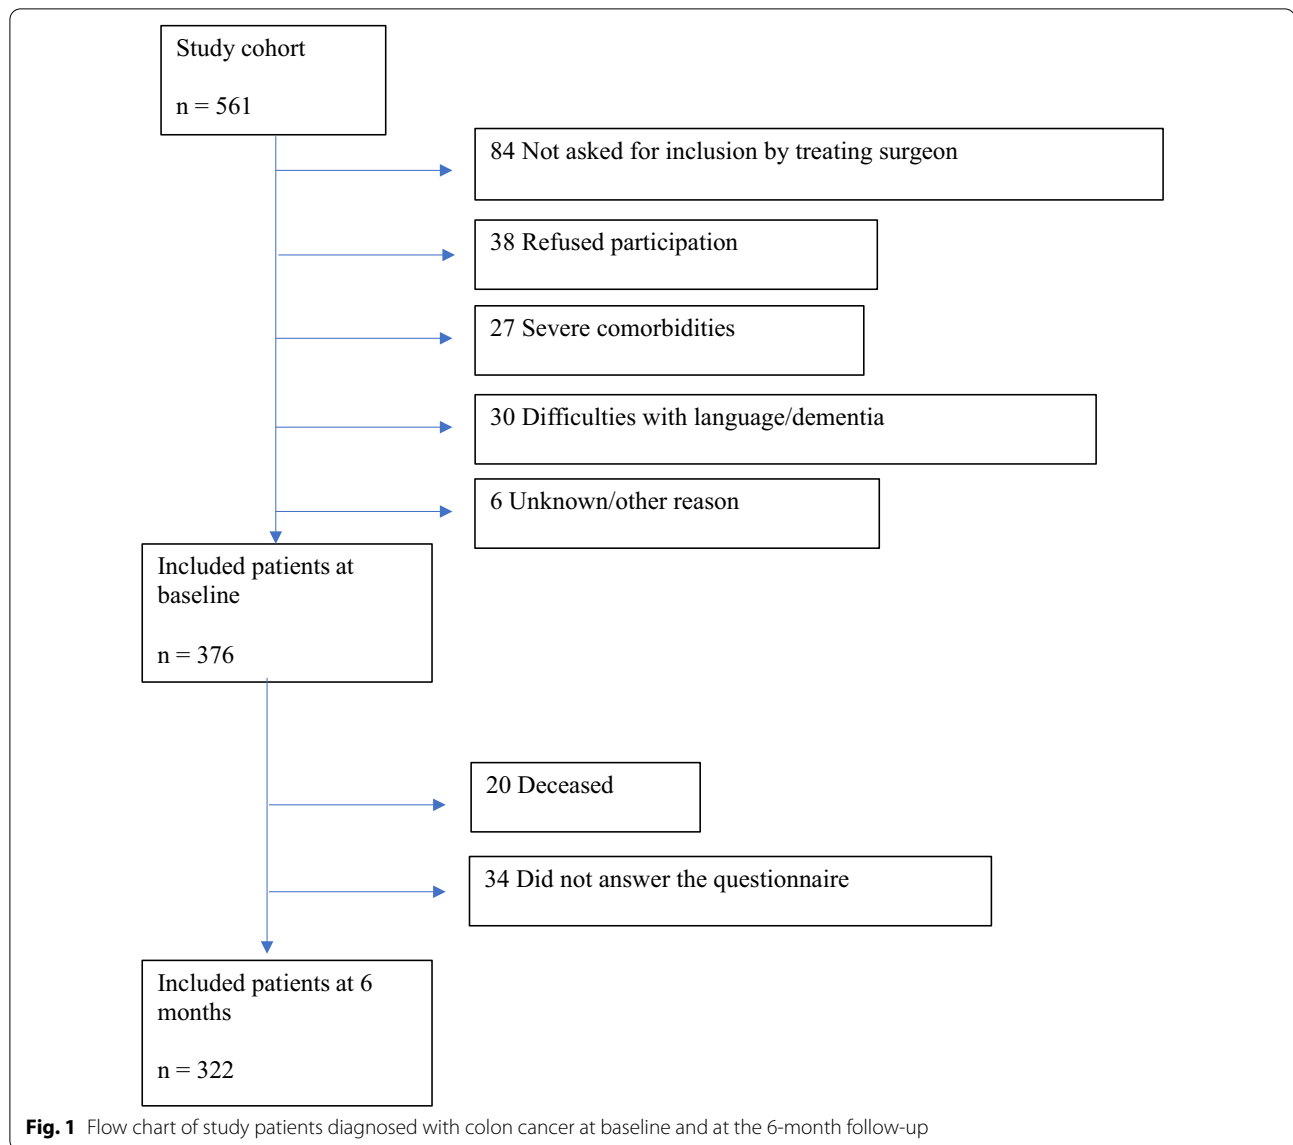 Study cohort
n = 561
84 Not asked for inclusion by treating surgeon
38 Refused participation
27 Severe comorbidities
30 Difficulties with language/dementia
6 Unknown/other reason
Included patients at
baseline
n = 376
20 Deceased
34 Did not answer the questionnaire
Included patients at 6
months
n = 322
Fig. 1 Flow chart of study patients diagnosed with colon cancer at baseline and at the 6-month follow-up